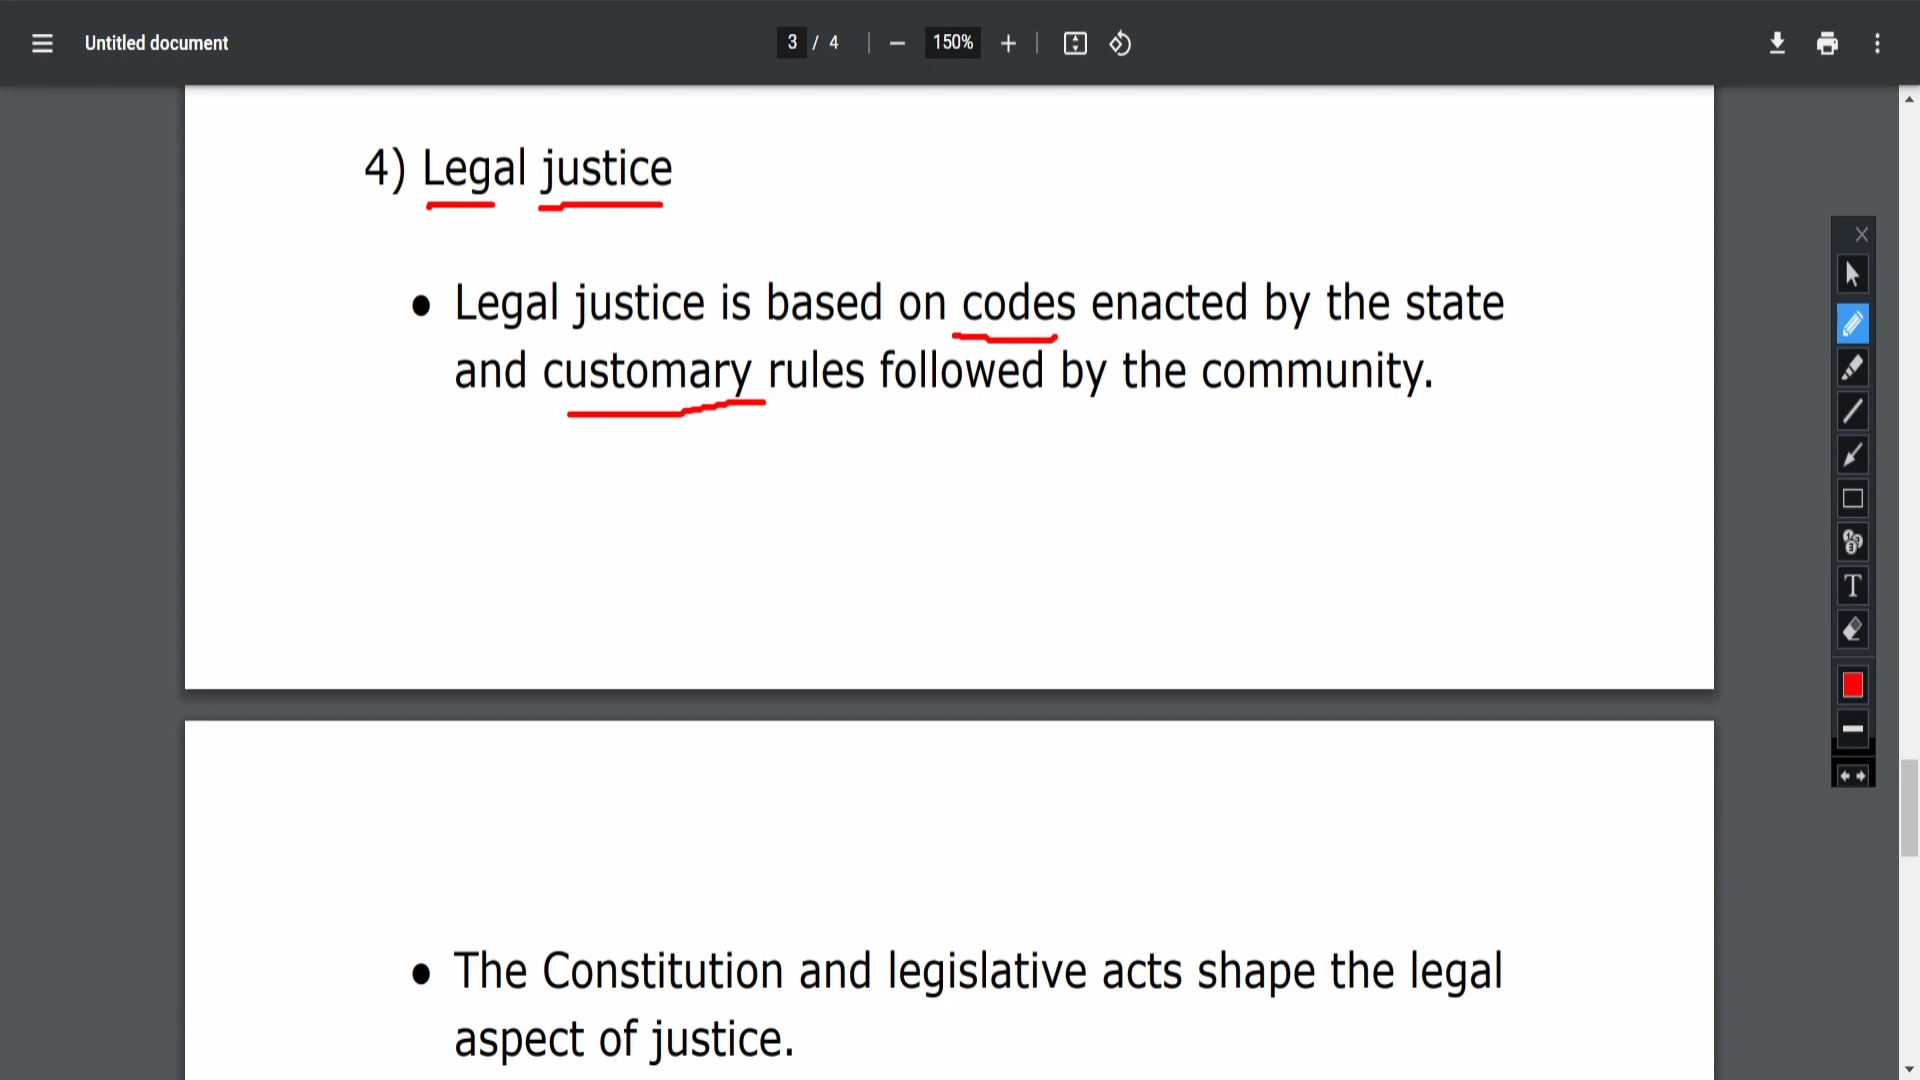 Untitled document
3 / 4
150%
4) Legal justice
● Legal justice is based on codes enacted by the state
and customary rules followed by the community.
● The Constitution and legislative acts shape the legal
aspect of justice.